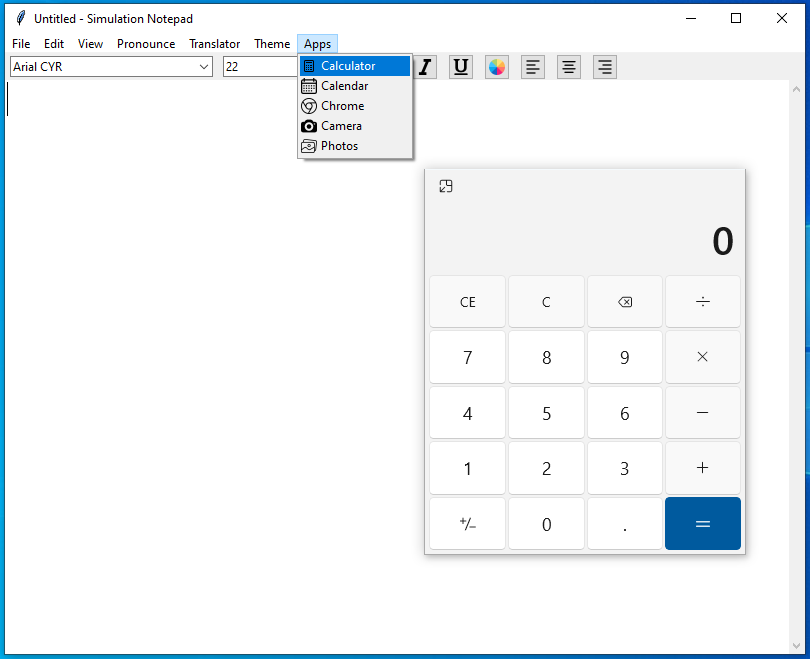 Untitled - Simulation Notepad
File Edit View Pronounce Translator Theme Apps
Arial CYR 22 I U
Calculator
Calendar
Chrome
Camera
Photos
0
CE C ÷
7 8 9 ×
4 5 6 −
1 2 3 +
+/− 0 . =